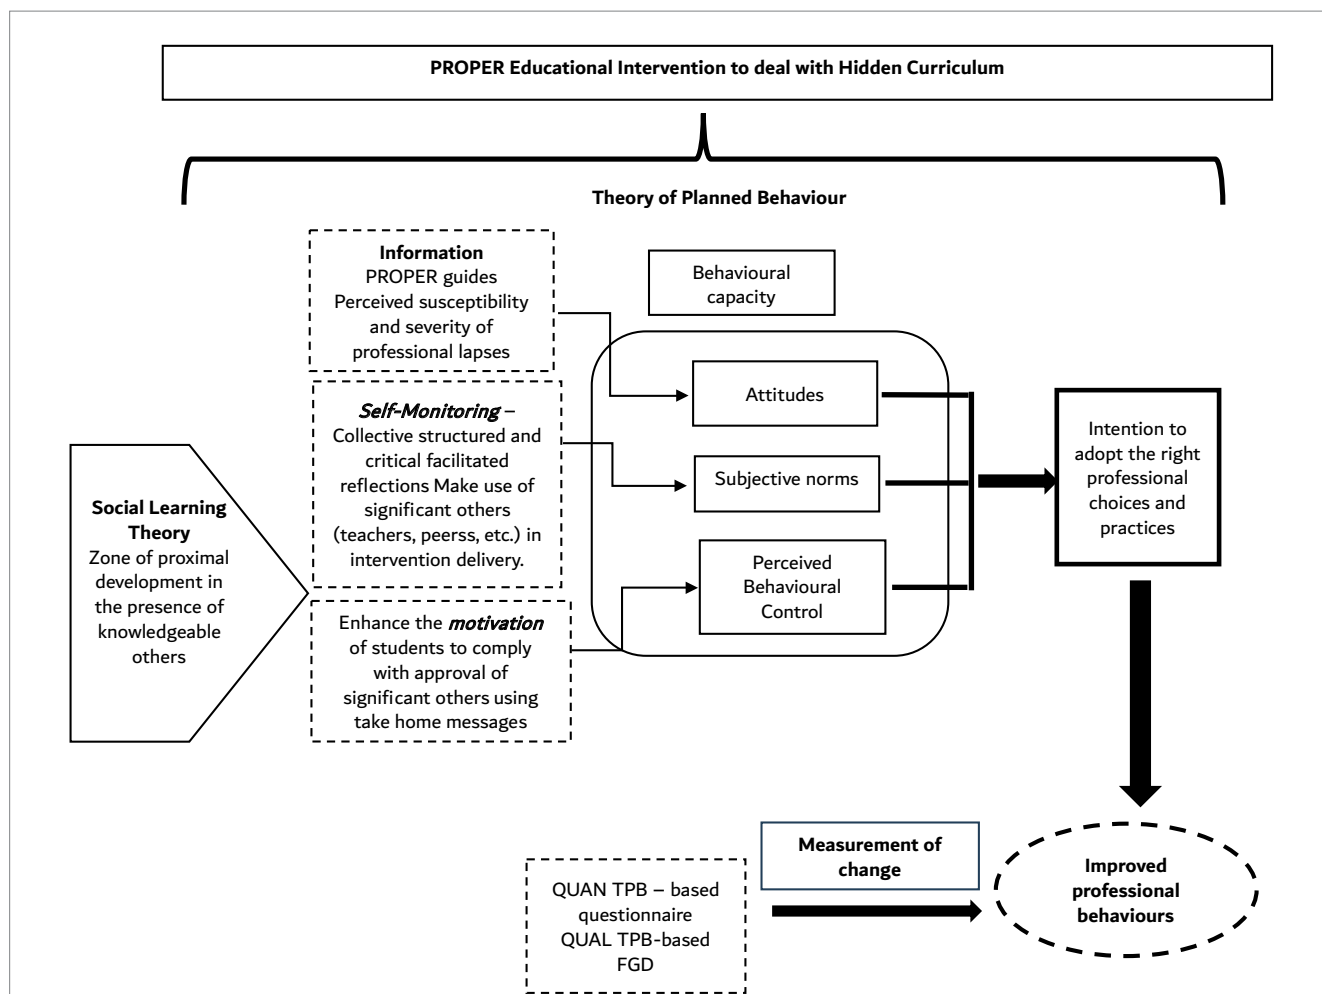 PROPER Educational Intervention to deal with Hidden Curriculum
Theory of Planned Behaviour
Information
PROPER guides
Perceived susceptibility
and severity of
professional lapses
Behavioural
capacity
Self-Monitoring –
Collective structured and
critical facilitated
reflections Make use of
significant others
(teachers, peerss, etc.) in
intervention delivery.
Attitudes
Subjective norms
Perceived
Behavioural
Control
Intention to
adopt the right
professional
choices and
practices
Social Learning
Theory
Zone of proximal
development in
the presence of
knowledgeable
others
Enhance the motivation
of students to comply
with approval of
significant others using
take home messages
Measurement of
change
Improved
professional
behaviours
QUAN TPB – based
questionnaire
QUAL TPB-based
FGD